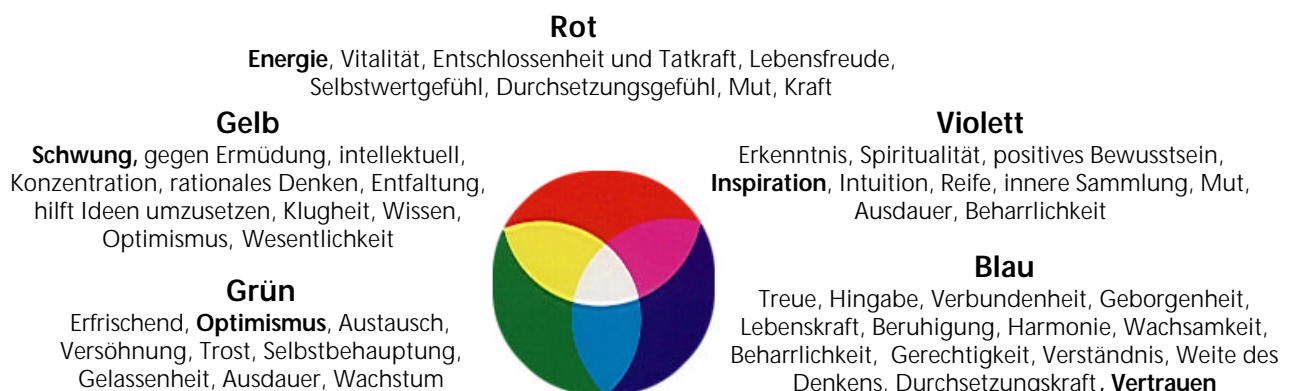 Rot
Energie, Vitalität, Entschlossenheit und Tatkraft, Lebensfreude,
Selbstwertgefühl, Durchsetzungsgefühl, Mut, Kraft
Gelb
Schwung, gegen Ermüdung, intellektuell,
Konzentration, rationales Denken, Entfaltung,
hilft Ideen umzusetzen, Klugheit, Wissen,
Optimismus, Wesentlichkeit
Violett
Erkenntnis, Spiritualität, positives Bewusstsein,
Inspiration, Intuition, Reife, innere Sammlung, Mut,
Ausdauer, Beharrlichkeit
Grün
Erfrischend, Optimismus, Austausch,
Versöhnung, Trost, Selbstbehauptung,
Gelassenheit, Ausdauer, Wachstum
Blau
Treue, Hingabe, Verbundenheit, Geborgenheit,
Lebenskraft, Beruhigung, Harmonie, Wachsamkeit,
Beharrlichkeit, Gerechtigkeit, Verständnis, Weite des
Denkens, Durchsetzungskraft, Vertrauen